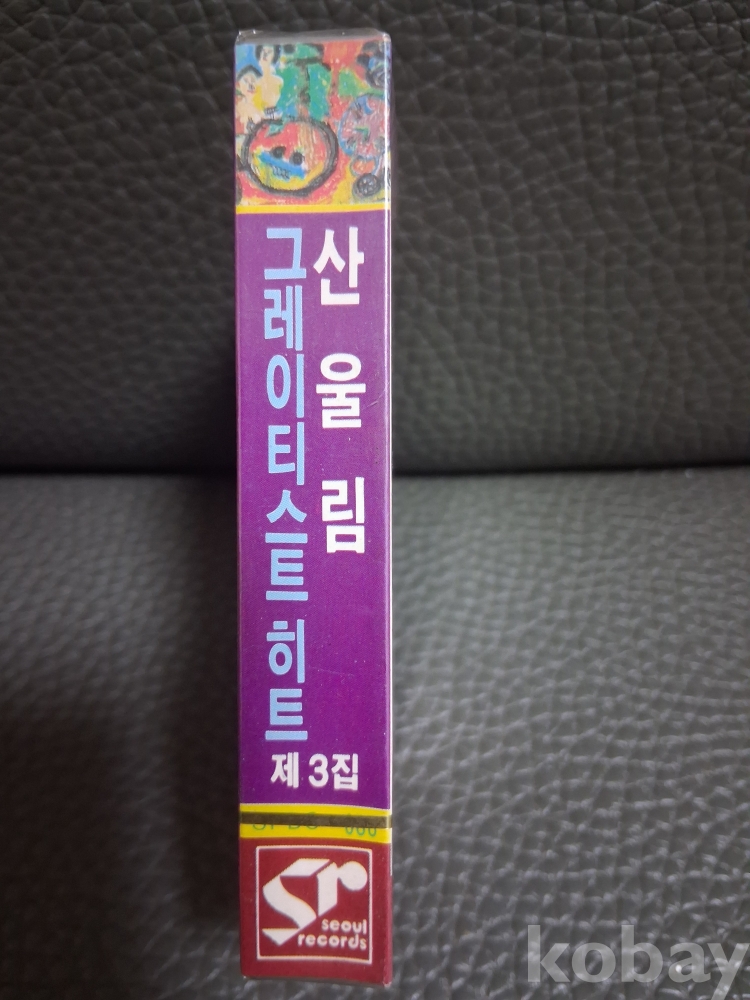 산울림
그레이티스트 히트
제3집
Sr
seoul
records
kobay